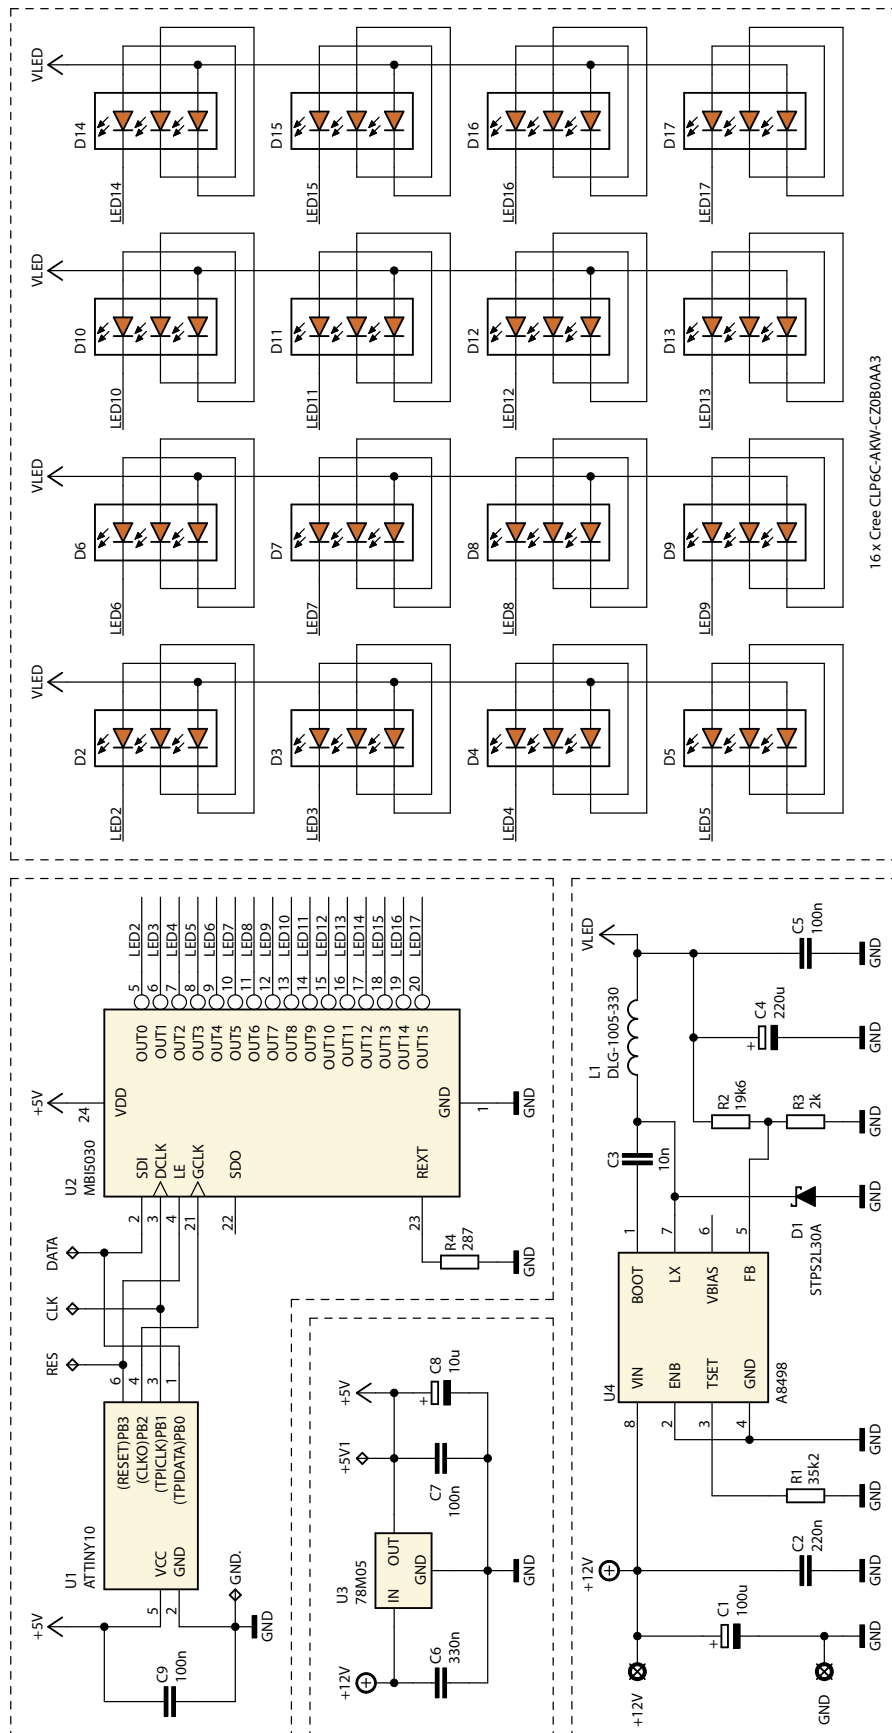 +5V
C9
100n
GND
GND.
U1
ATTINY10
VCC
GND
5
2
(RESET)PB3
(CLKO)PB2
(TPICLK)PB1
(TPIDATA)PB0
6
4
3
1
RES
CLK
DATA
U2
MBI5030
+5V
24
VDD
2
3
4
21
22
23
SDI
DCLK
LE
GCLK
SDO
REXT
GND
1
GND
R4
287
GND
OUT0
OUT1
OUT2
OUT3
OUT4
OUT5
OUT6
OUT7
OUT8
OUT9
OUT10
OUT11
OUT12
OUT13
OUT14
OUT15
5 LED2
6 LED3
7 LED4
8 LED5
9 LED6
10 LED7
11 LED8
12 LED9
13 LED10
14 LED11
15 LED12
16 LED13
17 LED14
18 LED15
19 LED16
20 LED17
+12V
C6
330n
U3
78M05
IN
OUT
GND
GND
+5V1
+5V
C7
100n
C8
+
10u
+12V
GND
C1
+
100u
GND
+12V
C2
220n
GND
R1
35k2
GND
GND
U4
A8498
8
2
3
4
VIN
ENB
TSET
GND
BOOT
LX
VBIAS
FB
1
7
6
5
C3
10n
D1
STPS2L30A
GND
L1
DLG-1005-330
R2
19k6
R3
2k
GND
C4
+
220u
GND
VLED
C5
100n
GND
VLED
D2
LED2
D3
LED3
D4
LED4
D5
LED5
VLED
D6
LED6
D7
LED7
D8
LED8
D9
LED9
VLED
D10
LED10
D11
LED11
D12
LED12
D13
LED13
VLED
D14
LED14
D15
LED15
D16
LED16
D17
LED17
16 x Cree CLP6C-AKW-CZ0B0AA3